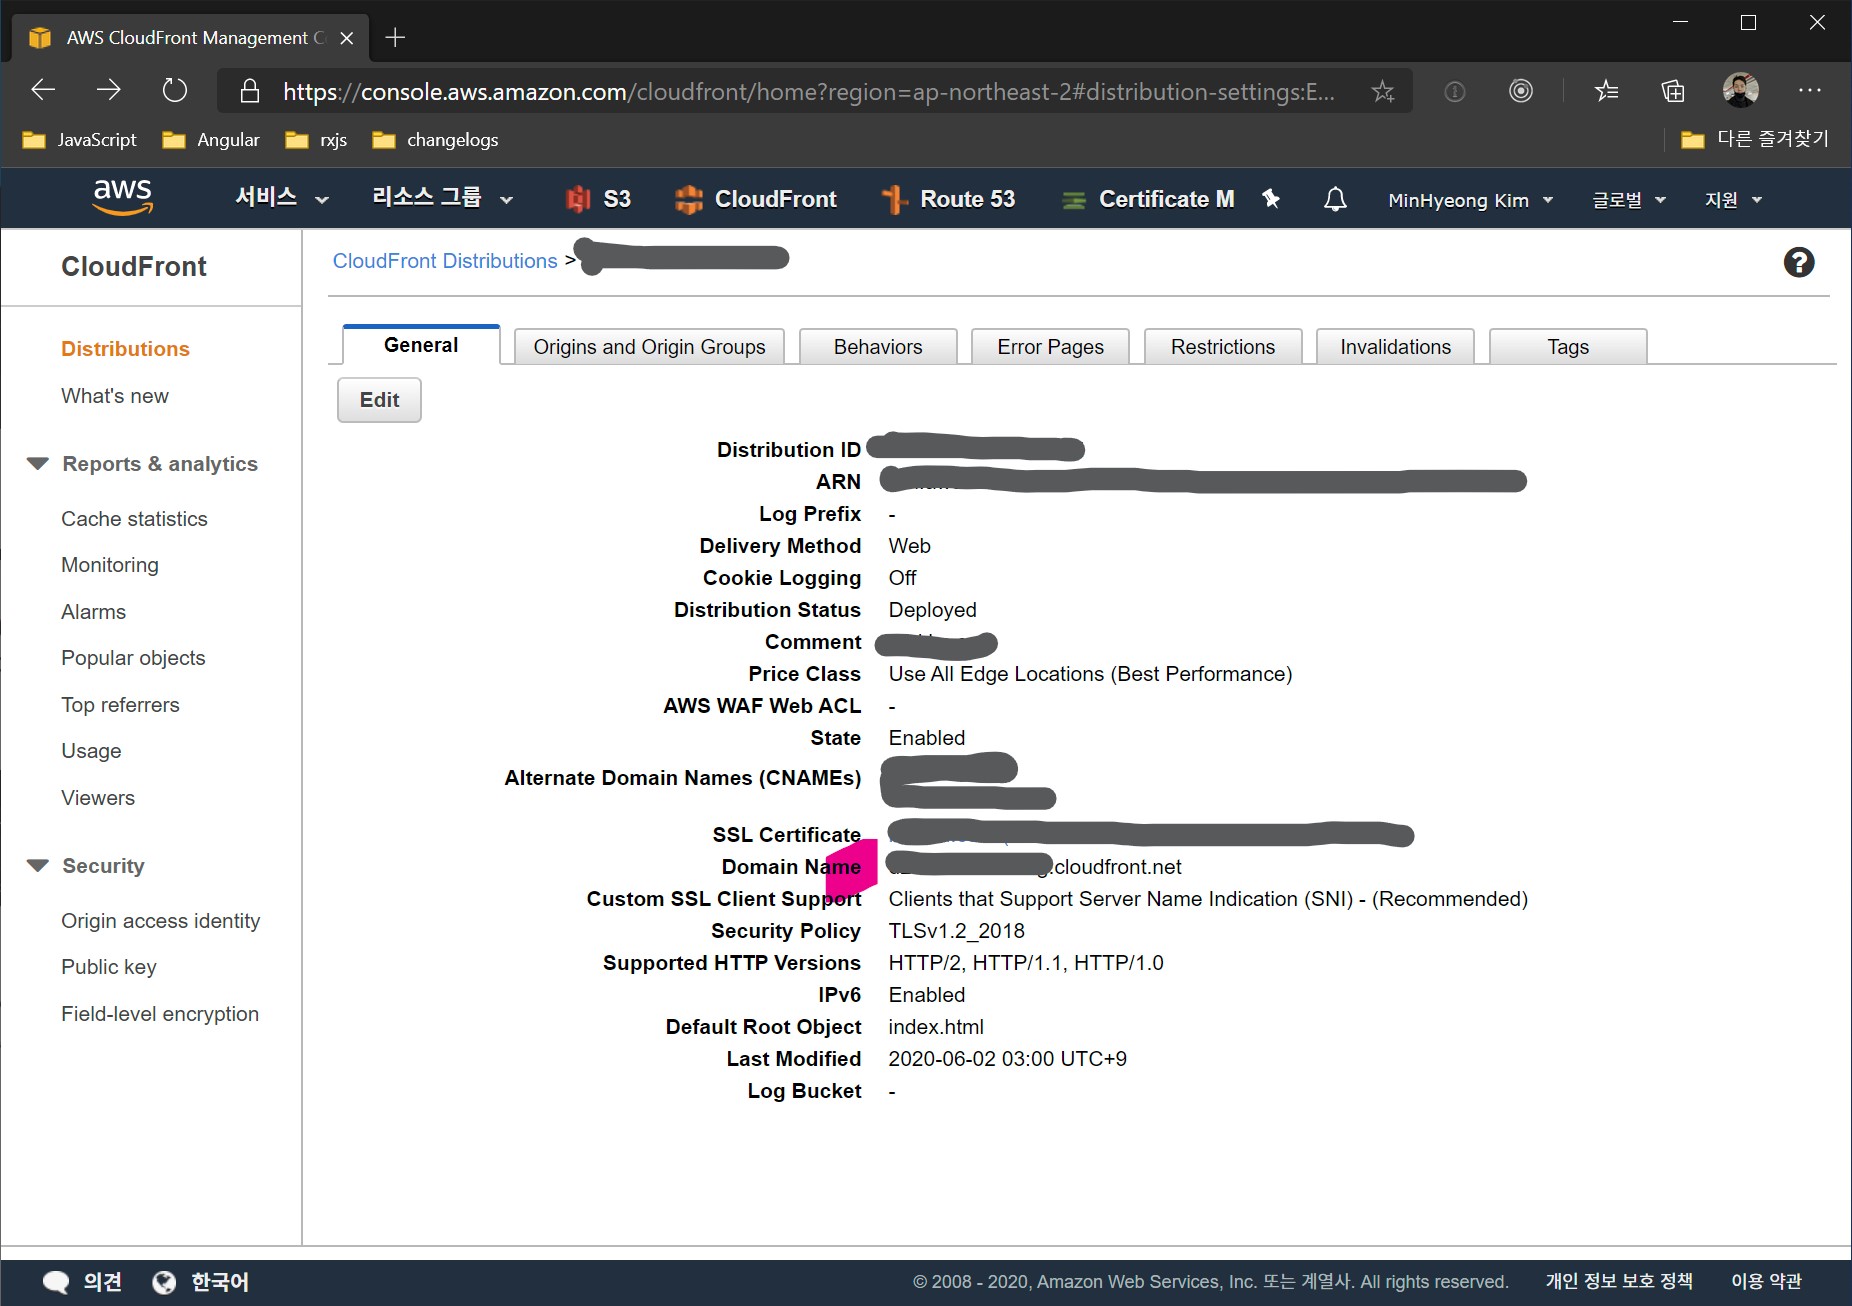 AWS CloudFront Management C
https://console.aws.amazon.com/cloudfront/home?region=ap-northeast-2#distribution-settings:E...
JavaScript
Angular
rxjs
changelogs
다른 즐겨찾기
aws
서비스
리소스 그룹
S3
CloudFront
Route 53
Certificate M
MinHyeong Kim
글로벌
지원
CloudFront
Distributions
What's new
Reports & analytics
Cache statistics
Monitoring
Alarms
Popular objects
Top referrers
Usage
Viewers
Security
Origin access identity
Public key
Field-level encryption
CloudFront Distributions >
General
Origins and Origin Groups
Behaviors
Error Pages
Restrictions
Invalidations
Tags
Edit
Distribution ID
ARN
Log Prefix -
Delivery Method Web
Cookie Logging Off
Distribution Status Deployed
Comment
Price Class Use All Edge Locations (Best Performance)
AWS WAF Web ACL -
State Enabled
Alternate Domain Names (CNAMEs)
SSL Certificate
Domain Name .cloudfront.net
Custom SSL Client Support Clients that Support Server Name Indication (SNI) - (Recommended)
Security Policy TLSv1.2_2018
Supported HTTP Versions HTTP/2, HTTP/1.1, HTTP/1.0
IPv6 Enabled
Default Root Object index.html
Last Modified 2020-06-02 03:00 UTC+9
Log Bucket -
의견
한국어
© 2008 - 2020, Amazon Web Services, Inc. 또는 계열사. All rights reserved.
개인 정보 보호 정책
이용 약관